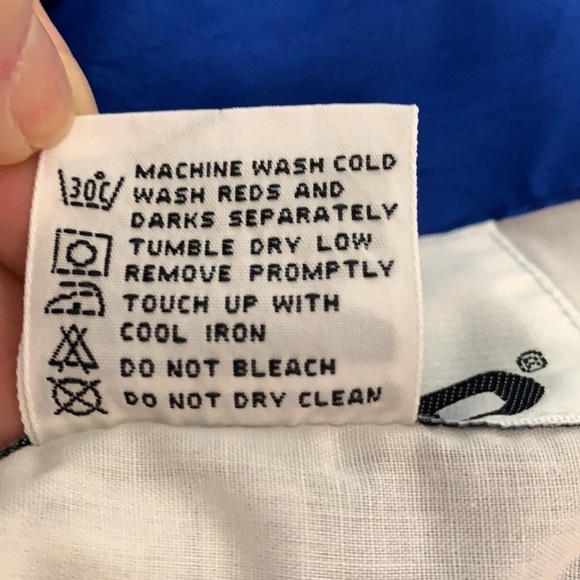 30°C MACHINE WASH COLD
WASH REDS AND
DARKS SEPARATELY
TUMBLE DRY LOW
REMOVE PROMPTLY
TOUCH UP WITH
COOL IRON
DO NOT BLEACH
DO NOT DRY CLEAN
®